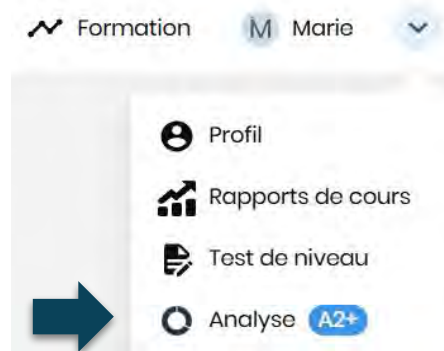 Formation M Marie
Profil
Rapports de cours
Test de niveau
Analyse A2+